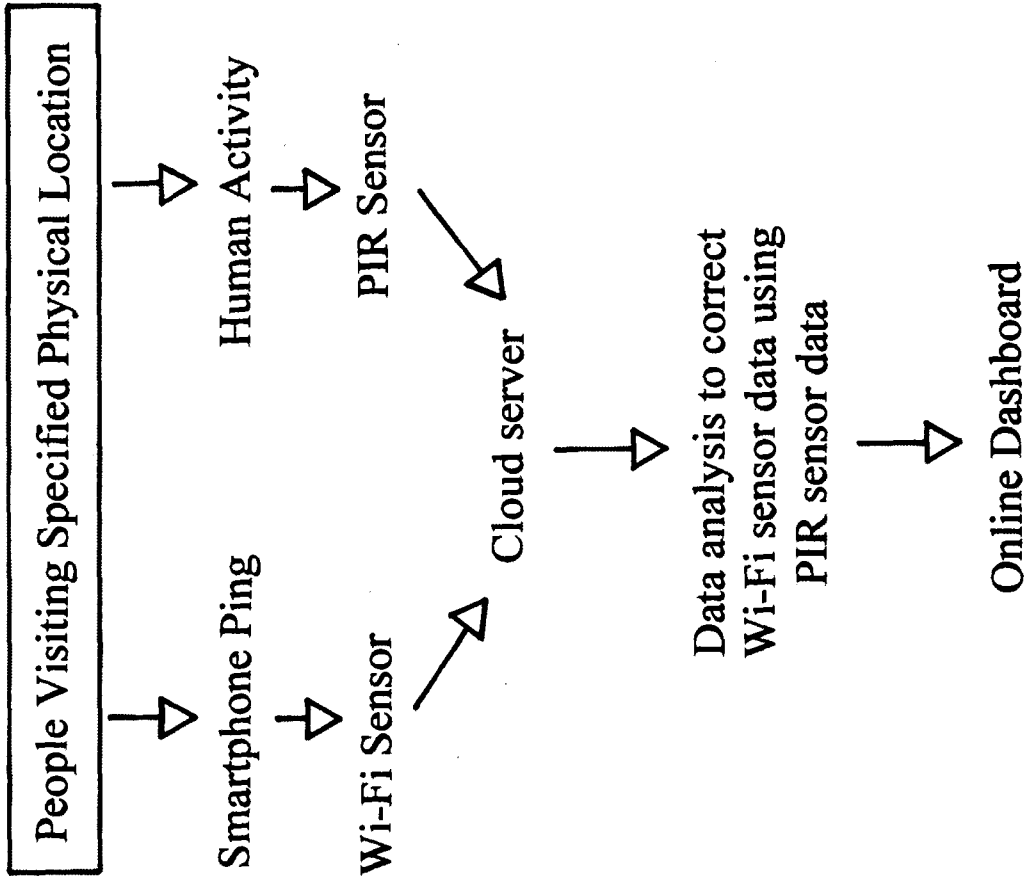 People Visiting Specified Physical Location
Smartphone Ping
Human Activity
Wi-Fi Sensor
PIR Sensor
Cloud server
Data analysis to correct
Wi-Fi sensor data using
PIR sensor data
Online Dashboard